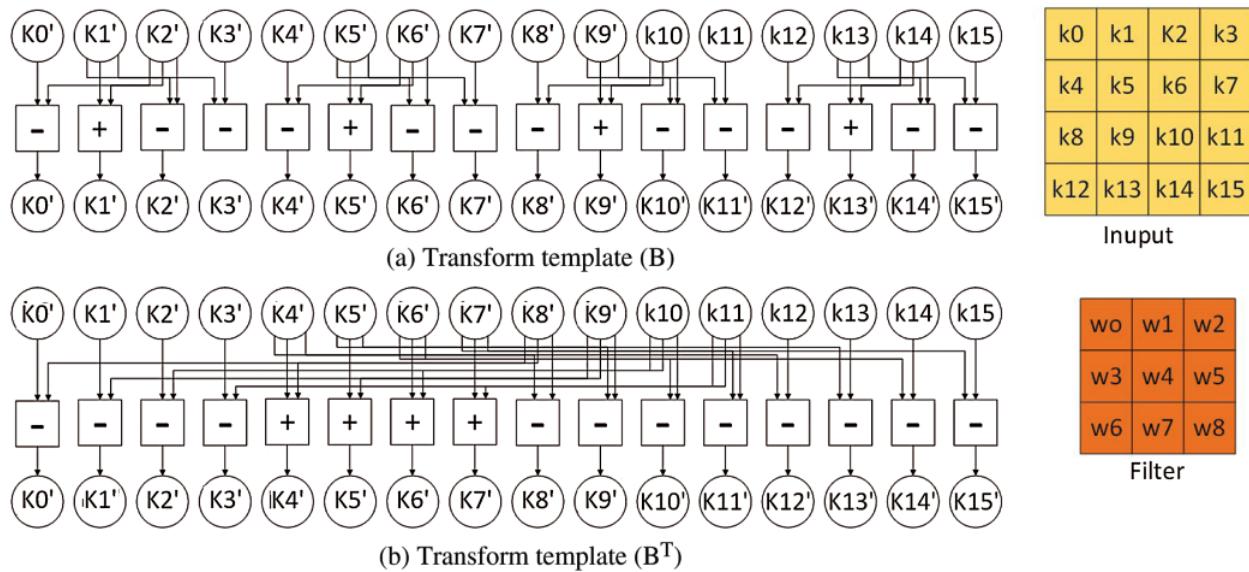 K0' K1' K2' K3' K4' K5' K6' K7' K8' K9' k10 k11 k12 k13 k14 k15
- + - - - + - - - + - - - + - -
K0' K1' K2' K3' K4' K5' K6' K7' K8' K9' K10' K11' K12' K13' K14' K15'
(a) Transform template (B)
k0 k1 K2 k3
k4 k5 k6 k7
k8 k9 k10 k11
k12 k13 k14 k15
Inuput
K0' K1' K2' K3' K4' K5' K6' K7' K8' K9' k10 k11 k12 k13 k14 k15
- - - - + + + + - - - - - - - -
K0' K1' K2' K3' K4' K5' K6' K7' K8' K9' K10' K11' K12' K13' K14' K15'
(b) Transform template (Bᵀ)
wo w1 w2
w3 w4 w5
w6 w7 w8
Filter